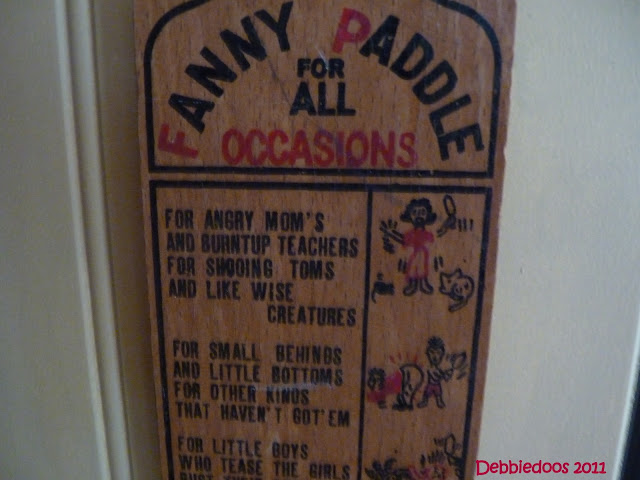 FANNY PADDLE
FOR
ALL
OCCASIONS
FOR ANGRY MOM'S
AND BURNTUP TEACHERS
FOR SHOOING TOMS
AND LIKE WISE
CREATURES
FOR SMALL BEHINGS
AND LITTLE BOTTOMS
FOR OTHER KINDS
THAT HAVEN'T GOT'EM
FOR LITTLE BOYS
WHO TEASE THE GIRLS
Debbiedoos 2011